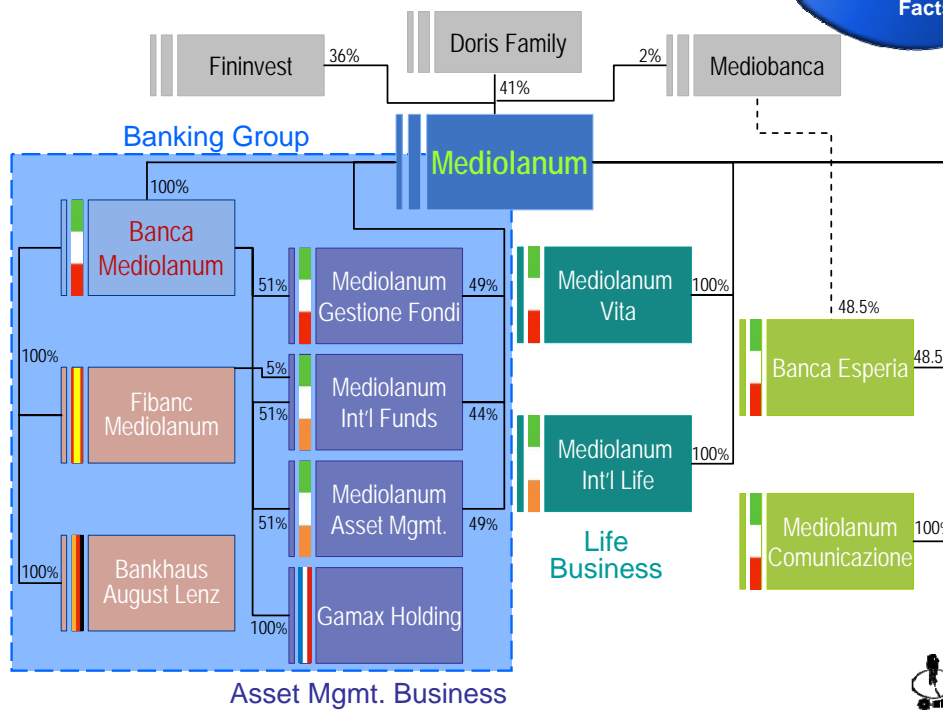 Facts
Fininvest
36%
Doris Family
41%
2%
Mediobanca
Banking Group
Mediolanum
100%
Banca
Mediolanum
51%
Mediolanum
Gestione Fondi
49%
Mediolanum
Vita
100%
48.5%
Banca Esperia
48.5
100%
Fibanc
Mediolanum
5%
51%
Mediolanum
Int'l Funds
44%
Mediolanum
Int'l Life
100%
51%
Mediolanum
Asset Mgmt.
49%
Life
Business
Mediolanum
Comunicazione
100%
100%
Bankhaus
August Lenz
100%
Gamax Holding
Asset Mgmt. Business